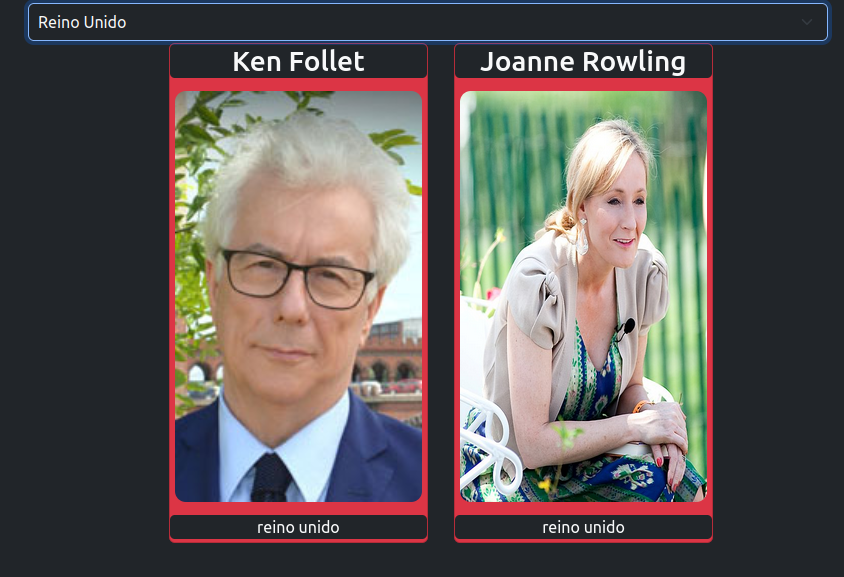 Reino Unido
Ken Follet
Joanne Rowling
reino unido
reino unido